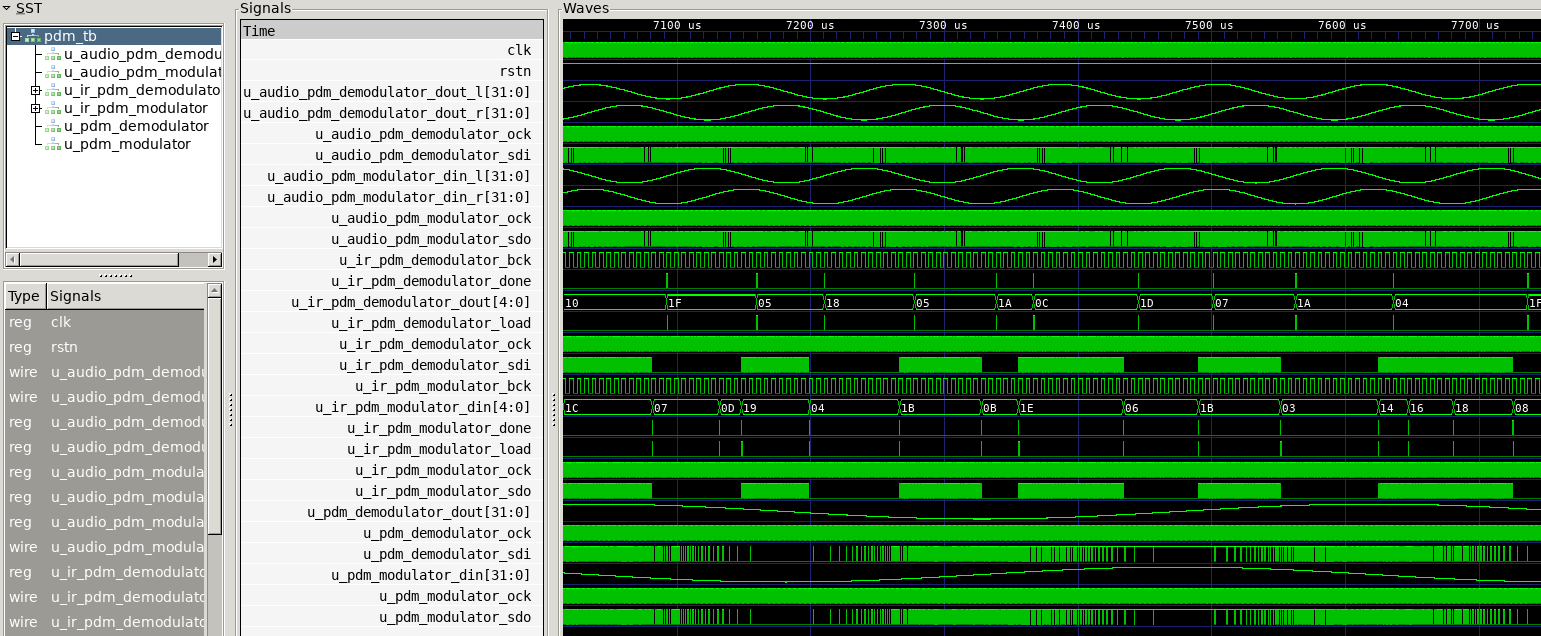 SST
pdm_tb
u_audio_pdm_demodu
u_audio_pdm_modulat
u_ir_pdm_demodulato
u_ir_pdm_modulator
u_pdm_demodulator
u_pdm_modulator
Type Signals
reg clk
reg rstn
wire u_audio_pdm_demodu
wire u_audio_pdm_demodu
reg u_audio_pdm_demodu
reg u_audio_pdm_demodu
reg u_audio_pdm_modula
reg u_audio_pdm_modula
reg u_audio_pdm_modula
wire u_audio_pdm_modula
reg u_ir_pdm_demodulato
wire u_ir_pdm_demodulato
wire u_ir_pdm_demodulato
Signals
Time
clk
rstn
u_audio_pdm_demodulator_dout_l[31:0]
u_audio_pdm_demodulator_dout_r[31:0]
u_audio_pdm_demodulator_ock
u_audio_pdm_demodulator_sdi
u_audio_pdm_modulator_din_l[31:0]
u_audio_pdm_modulator_din_r[31:0]
u_audio_pdm_modulator_ock
u_audio_pdm_modulator_sdo
u_ir_pdm_demodulator_bck
u_ir_pdm_demodulator_done
u_ir_pdm_demodulator_dout[4:0]
u_ir_pdm_demodulator_load
u_ir_pdm_demodulator_ock
u_ir_pdm_demodulator_sdi
u_ir_pdm_modulator_bck
u_ir_pdm_modulator_din[4:0]
u_ir_pdm_modulator_done
u_ir_pdm_modulator_load
u_ir_pdm_modulator_ock
u_ir_pdm_modulator_sdo
u_pdm_demodulator_dout[31:0]
u_pdm_demodulator_ock
u_pdm_demodulator_sdi
u_pdm_modulator_din[31:0]
u_pdm_modulator_ock
u_pdm_modulator_sdo
Waves
7100 us 7200 us 7300 us 7400 us 7500 us 7600 us 7700 us
10 1F 05 18 05 1A 0C 1D 07 1A 04 1F
1C 07 0D 19 04 1B 0B 1E 06 1B 03 14 16 18 08